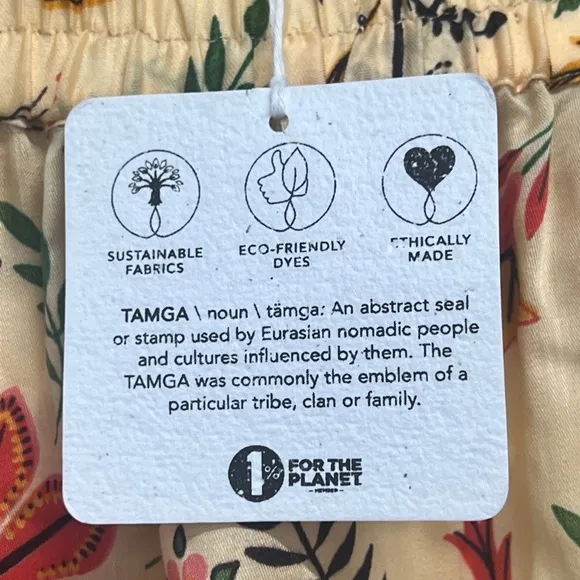 SUSTAINABLE
FABRICS
ECO-FRIENDLY
DYES
ETHICALLY
MADE
TAMGA \ noun \ tämga: An abstract seal
or stamp used by Eurasian nomadic people
and cultures influenced by them. The
TAMGA was commonly the emblem of a
particular tribe, clan or family.
1%
FOR THE
PLANET
MEMBER